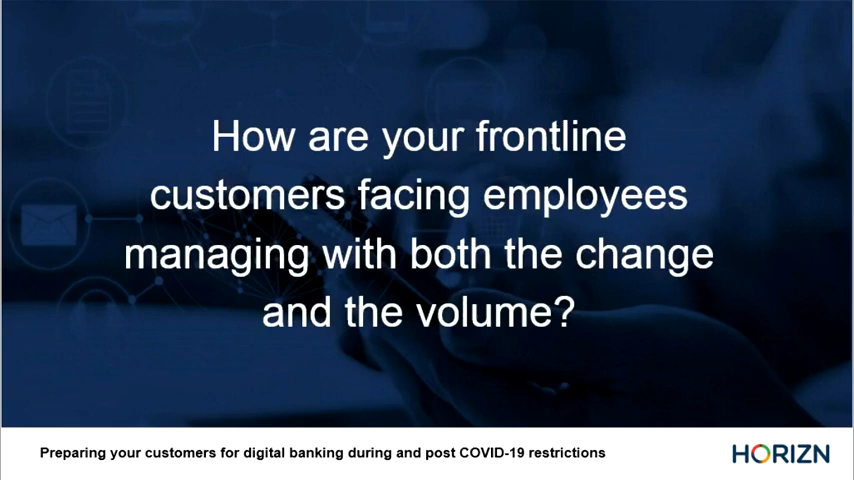 How are your frontline
customers facing employees
managing with both the change
and the volume?
Preparing your customers for digital banking during and post COVID-19 restrictions
HORIZN